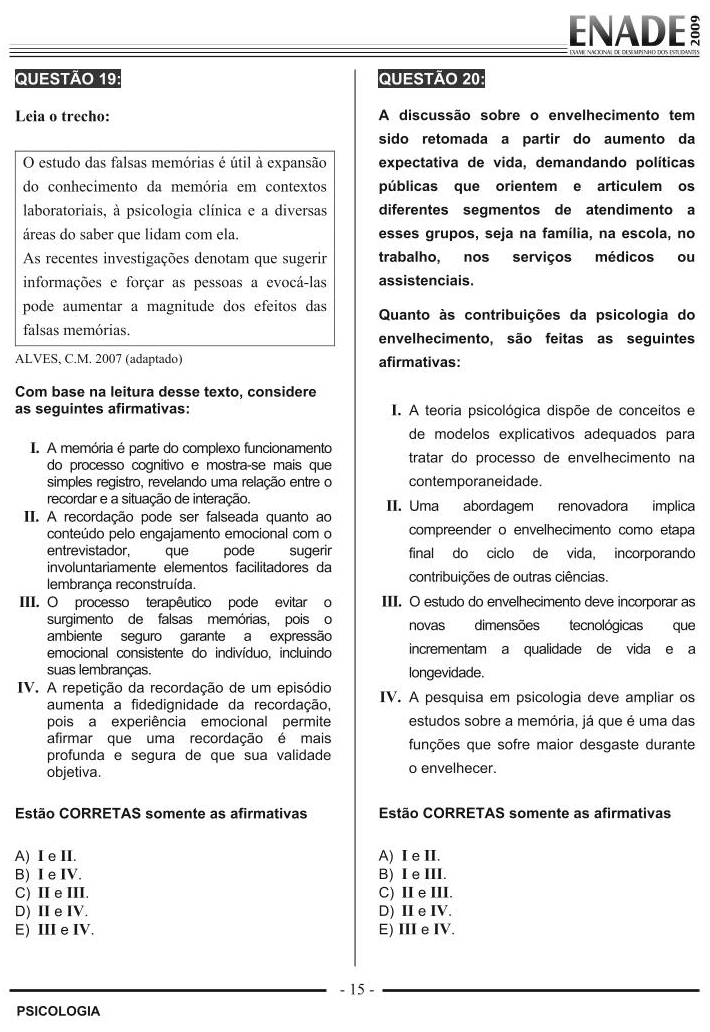 ENADE 2009
EXAME NACIONAL DE DESEMPENHO DOS ESTUDANTES
QUESTÃO 19:
Leia o trecho:
O estudo das falsas memórias é útil à expansão
do conhecimento da memória em contextos
laboratoriais, à psicologia clínica e a diversas
áreas do saber que lidam com ela.
As recentes investigações denotam que sugerir
informações e forçar as pessoas a evocá-las
pode aumentar a magnitude dos efeitos das
falsas memórias.
ALVES, C.M. 2007 (adaptado)
Com base na leitura desse texto, considere
as seguintes afirmativas:
I. A memória é parte do complexo funcionamento
do processo cognitivo e mostra-se mais que
simples registro, revelando uma relação entre o
recordar e a situação de interação.
II. A recordação pode ser falseada quanto ao
conteúdo pelo engajamento emocional com o
entrevistador, que pode sugerir
involuntariamente elementos facilitadores da
lembrança reconstruída.
III. O processo terapêutico pode evitar o
surgimento de falsas memórias, pois o
ambiente seguro garante a expressão
emocional consistente do indivíduo, incluindo
suas lembranças.
IV. A repetição da recordação de um episódio
aumenta a fidedignidade da recordação,
pois a experiência emocional permite
afirmar que uma recordação é mais
profunda e segura de que sua validade
objetiva.
Estão CORRETAS somente as afirmativas
A) I e II.
B) I e IV.
C) II e III.
D) II e IV.
E) III e IV.
QUESTÃO 20:
A discussão sobre o envelhecimento tem
sido retomada a partir do aumento da
expectativa de vida, demandando políticas
públicas que orientem e articulem os
diferentes segmentos de atendimento a
esses grupos, seja na família, na escola, no
trabalho, nos serviços médicos ou
assistenciais.
Quanto às contribuições da psicologia do
envelhecimento, são feitas as seguintes
afirmativas:
I. A teoria psicológica dispõe de conceitos e
de modelos explicativos adequados para
tratar do processo de envelhecimento na
contemporaneidade.
II. Uma abordagem renovadora implica
compreender o envelhecimento como etapa
final do ciclo de vida, incorporando
contribuições de outras ciências.
III. O estudo do envelhecimento deve incorporar as
novas dimensões tecnológicas que
incrementam a qualidade de vida e a
longevidade.
IV. A pesquisa em psicologia deve ampliar os
estudos sobre a memória, já que é uma das
funções que sofre maior desgaste durante
o envelhecer.
Estão CORRETAS somente as afirmativas
A) I e II.
B) I e III.
C) II e III.
D) II e IV.
E) III e IV.
- 15 -
PSICOLOGIA